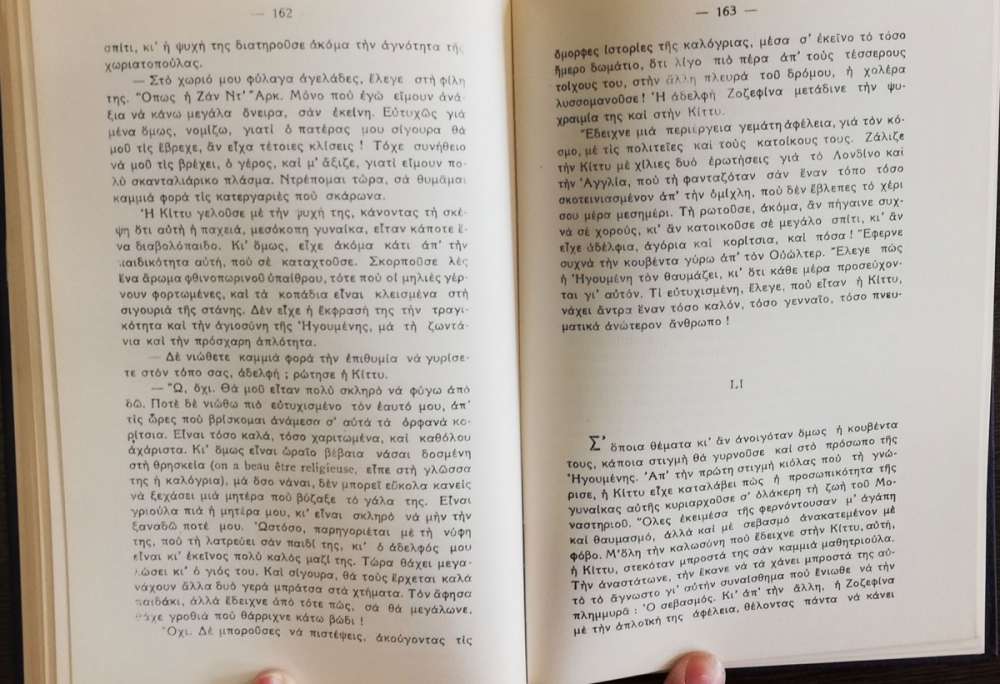 — 162
σπίτι, κι' ἡ ψυχή της διατηροῦσε ἀκόμα τὴν ἁγνότητα τῆς
χωριατοπούλας.
— Στὸ χωριό μου φύλαγα ἀγελάδες, ἔλεγε στὴ φίλη
της. Ὅπως ἡ Ζὰν Ντ' Ἄρκ. Μόνο ποὺ ἐγὼ εἴμουν ἀνά-
ξια νὰ κάνω μεγάλα ὄνειρα, σὰν ἐκείνη. Εὐτυχῶς γιὰ
μένα ὅμως, νομίζω, γιατὶ ὁ πατέρας μου σίγουρα θὰ
μοῦ τὶς ἔβρεχε, ἂν εἶχα τέτοιες κλίσεις ! Τόχε συνήθειο
νὰ μοῦ τὶς βρέχει, ὁ γέρος, καὶ μ' ἄξιζε, γιατὶ εἴμουν πο-
λὺ σκανταλιάρικο πλάσμα. Ντρέπομαι τώρα, σὰ θυμᾶμαι
καμμιὰ φορὰ τὶς κατεργαριὲς ποὺ σκάρωνα.
Ἡ Κίττυ γελοῦσε μὲ τὴν ψυχή της, κάνοντας τὴ σκέ-
ψη ὅτι αὐτὴ ἡ παχειά, μεσόκοπη γυναίκα, εἶταν κάποτε ἕ-
να διαβολόπαιδο. Κι' ὅμως, εἶχε ἀκόμα κάτι ἀπ' τὴν
παιδικότητα αὐτή, ποὺ σὲ καταχτοῦσε. Σκορποῦσε λὲς
ἕνα ἄρωμα φθινοπωρινοῦ ὑπαίθρου, τότε ποὺ οἱ μηλιὲς γέρ-
νουν φορτωμένες, καὶ τὰ κοπάδια εἶναι κλεισμένα στὴ
σιγουριὰ τῆς στάνης. Δὲν εἶχε ἡ ἔκφρασή της τὴν τραγι-
κότητα καὶ τὴν ἁγιοσύνη τῆς Ἡγουμένης, μὰ τὴ ζωντά-
νια καὶ τὴν πρόσχαρη ἁπλότητα.
— Δὲ νιώθετε καμμιὰ φορὰ τὴν ἐπιθυμία νὰ γυρίσε-
τε στὸν τόπο σας, ἀδελφή ; ρώτησε ἡ Κίττυ.
— Ὤ, ὄχι. Θὰ μοῦ εἶταν πολὺ σκληρὸ νὰ φύγω ἀπὸ
δῶ. Ποτὲ δὲ νιώθω πιὸ εὐτυχισμένο τὸν ἑαυτό μου, ἀπ'
τὶς ὧρες ποὺ βρίσκομαι ἀνάμεσα σ' αὐτὰ τὰ ὀρφανὰ κο-
ρίτσια. Εἶναι τόσο καλά, τόσο χαριτωμένα, καὶ καθόλου
ἀχάριστα. Κι' ὅμως εἶναι ὡραῖο βέβαια νἆσαι δοσμένη
στὴ θρησκεία (on a beau être religieuse, εἶπε στὴ γλῶσσα
της ἡ καλόγρια), μὰ ὅσο νἆναι, δὲν μπορεῖ εὔκολα κανεὶς
νὰ ξεχάσει μιὰ μητέρα ποὺ βύζαξε τὸ γάλα της. Εἶναι
γριούλα πιὰ ἡ μητέρα μου, κι' εἶναι σκληρὸ νὰ μὴν τὴν
ξαναδῶ ποτέ μου. Ὡστόσο, παρηγοριέται μὲ τὴ νύφη
της, ποὺ τὴ λατρεύει σὰν παιδί της, κι' ὁ ἀδελφός μου
εἶναι κι' ἐκεῖνος πολὺ καλὸς μαζί της. Τώρα θἄχει μεγα-
λώσει κι' ὁ γιός του. Καὶ σίγουρα, θὰ τοὺς ἔρχεται καλὰ
νἄχουν ἄλλα δυὸ γερὰ μπράτσα στὰ χτήματα. Τὸν ἄφησα
παιδάκι, ἀλλὰ ἔδειχνε ἀπὸ τότε πώς, σὰ θὰ μεγάλωνε,
θἄχε γροθιὰ ποὺ θἄρριχνε κάτω βώδι !
Ὄχι. Δὲ μποροῦσες νὰ πιστέψεις, ἀκούγοντας τὶς
— 163 —
ὄμορφες ἱστορίες τῆς καλόγριας, μέσα σ' ἐκεῖνο τὸ τόσο
ἥμερο δωμάτιο, ὅτι λίγο πιὸ πέρα ἀπ' τοὺς τέσσερους
τοίχους του, στὴν ἄλλη πλευρὰ τοῦ δρόμου, ἡ χολέρα
λυσσομανοῦσε! Ἡ ἀδελφὴ Ζοζεφίνα μετάδινε τὴν ψυ-
χραιμία της καὶ στὴν Κίττυ.
Ἔδειχνε μιὰ περιέργεια γεμάτη ἀφέλεια, γιὰ τὸν κό-
σμο, μὲ τὶς πολιτεῖες καὶ τοὺς κατοίκους τους. Ζάλιζε
τὴν Κίττυ μὲ χίλιες δυὸ ἐρωτήσεις γιὰ τὸ Λονδίνο καὶ
τὴν Ἀγγλία, ποὺ τὴ φανταζόταν σὰν ἕναν τόπο τόσο
σκοτεινιασμένον ἀπ' τὴν ὁμίχλη, ποὺ δὲν ἔβλεπες τὸ χέρι
σου μέρα μεσημέρι. Τὴ ρωτοῦσε, ἀκόμα, ἂν πήγαινε συχ-
νὰ σὲ χορούς, κι' ἂν κατοικοῦσε σὲ μεγάλο σπίτι, κι' ἂν
εἶχε ἀδέλφια, ἀγόρια καὶ κορίτσια, καὶ πόσα! Ἔφερνε
συχνὰ τὴν κουβέντα γύρω ἀπ' τὸν Οὐώλτερ. Ἔλεγε πὼς
ἡ Ἡγουμένη τὸν θαυμάζει, κι' ὅτι κάθε μέρα προσεύχον-
ται γι' αὐτόν. Τί εὐτυχισμένη, ἔλεγε, ποὺ εἶταν ἡ Κίττυ,
νἄχει ἄντρα ἕναν τόσο καλόν, τόσο γενναῖο, τόσο πνευ-
ματικὰ ἀνώτερον ἄνθρωπο !
LI
Σ' ὅποια θέματα κι' ἂν ἀνοιγόταν ὅμως ἡ κουβέντα
τους, κάποια στιγμὴ θὰ γυρνοῦσε καὶ στὸ πρόσωπο τῆς
Ἡγουμένης. Ἀπ' τὴν πρώτη στιγμὴ κιόλας ποὺ τὴ γνώ-
ρισε, ἡ Κίττυ εἶχε καταλάβει πὼς ἡ προσωπικότητα τῆς
γυναίκας αὐτῆς κυριαρχοῦσε σ' ὁλάκερη τὴ ζωὴ τοῦ Μο-
ναστηριοῦ. Ὅλες ἐκειμέσα τῆς φερνόντουσαν μ' ἀγάπη
καὶ θαυμασμό, ἀλλὰ καὶ μὲ σεβασμὸ ἀνακατεμένον μὲ
φόβο. Μ' ὅλη τὴν καλωσύνη ποὺ ἔδειχνε στὴν Κίττυ, αὐτή,
ἡ Κίττυ, στεκόταν μπροστά της σὰν καμμιὰ μαθητριούλα.
Τὴν ἀναστάτωνε, τὴν ἔκανε νὰ τὰ χάνει μπροστά της αὐ-
τὸ τὸ ἄγνωστο γι' αὐτὴν συναίσθημα ποὺ ἔνιωθε νὰ τὴν
πλημμυρᾶ : Ὁ σεβασμός. Κι' ἀπ' τὴν ἄλλη, ἡ Ζοζεφίνα
μὲ τὴν ἁπλοϊκή της ἀφέλεια, θέλοντας πάντα νὰ κάνει